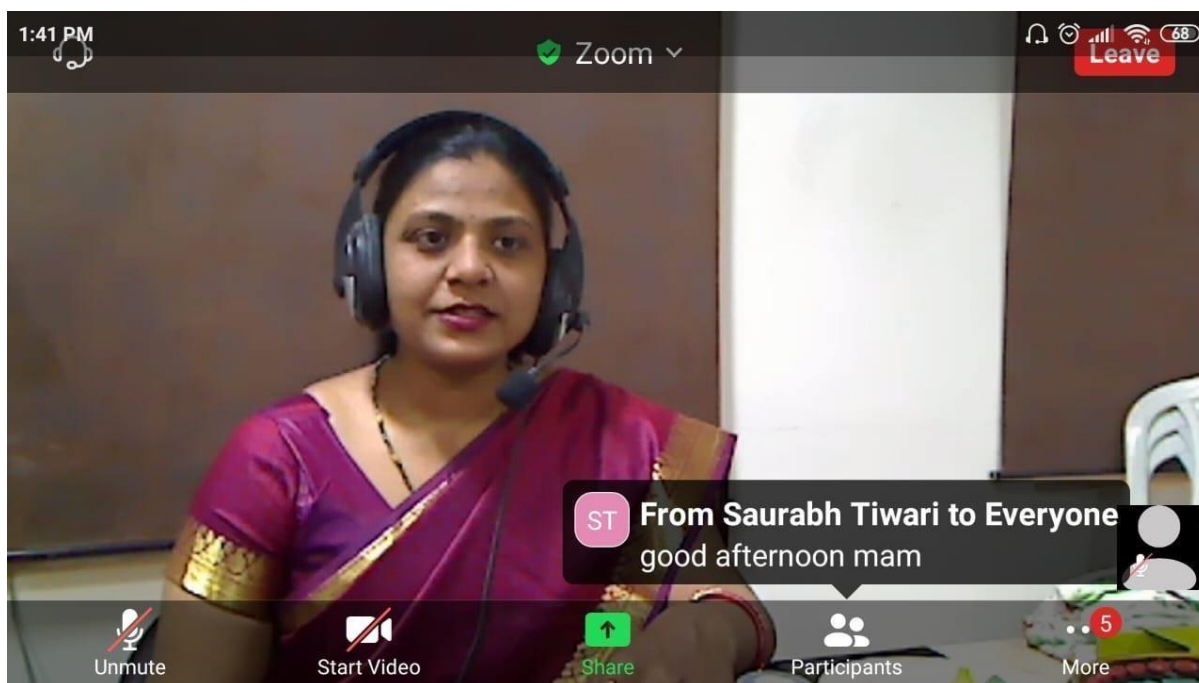 1:41 PM
68
Zoom
Leave
ST
From Saurabh Tiwari to Everyone
good afternoon mam
Unmute
Start Video
Share
Participants
5
More